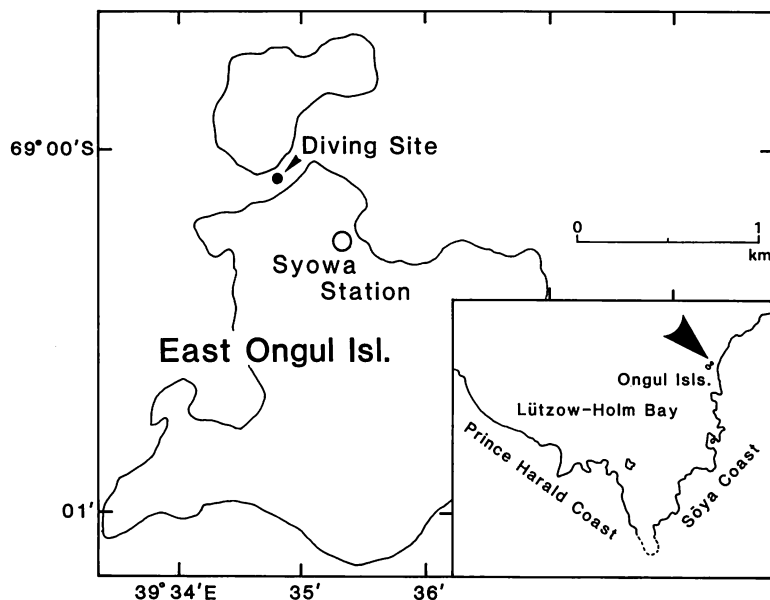 69°00'S
Diving Site
0 1
km
Syowa
Station
East Ongul Isl.
Ongul Isls.
Lützow-Holm Bay
Prince Harald Coast
Sōya Coast
01'
39°34'E 35' 36'